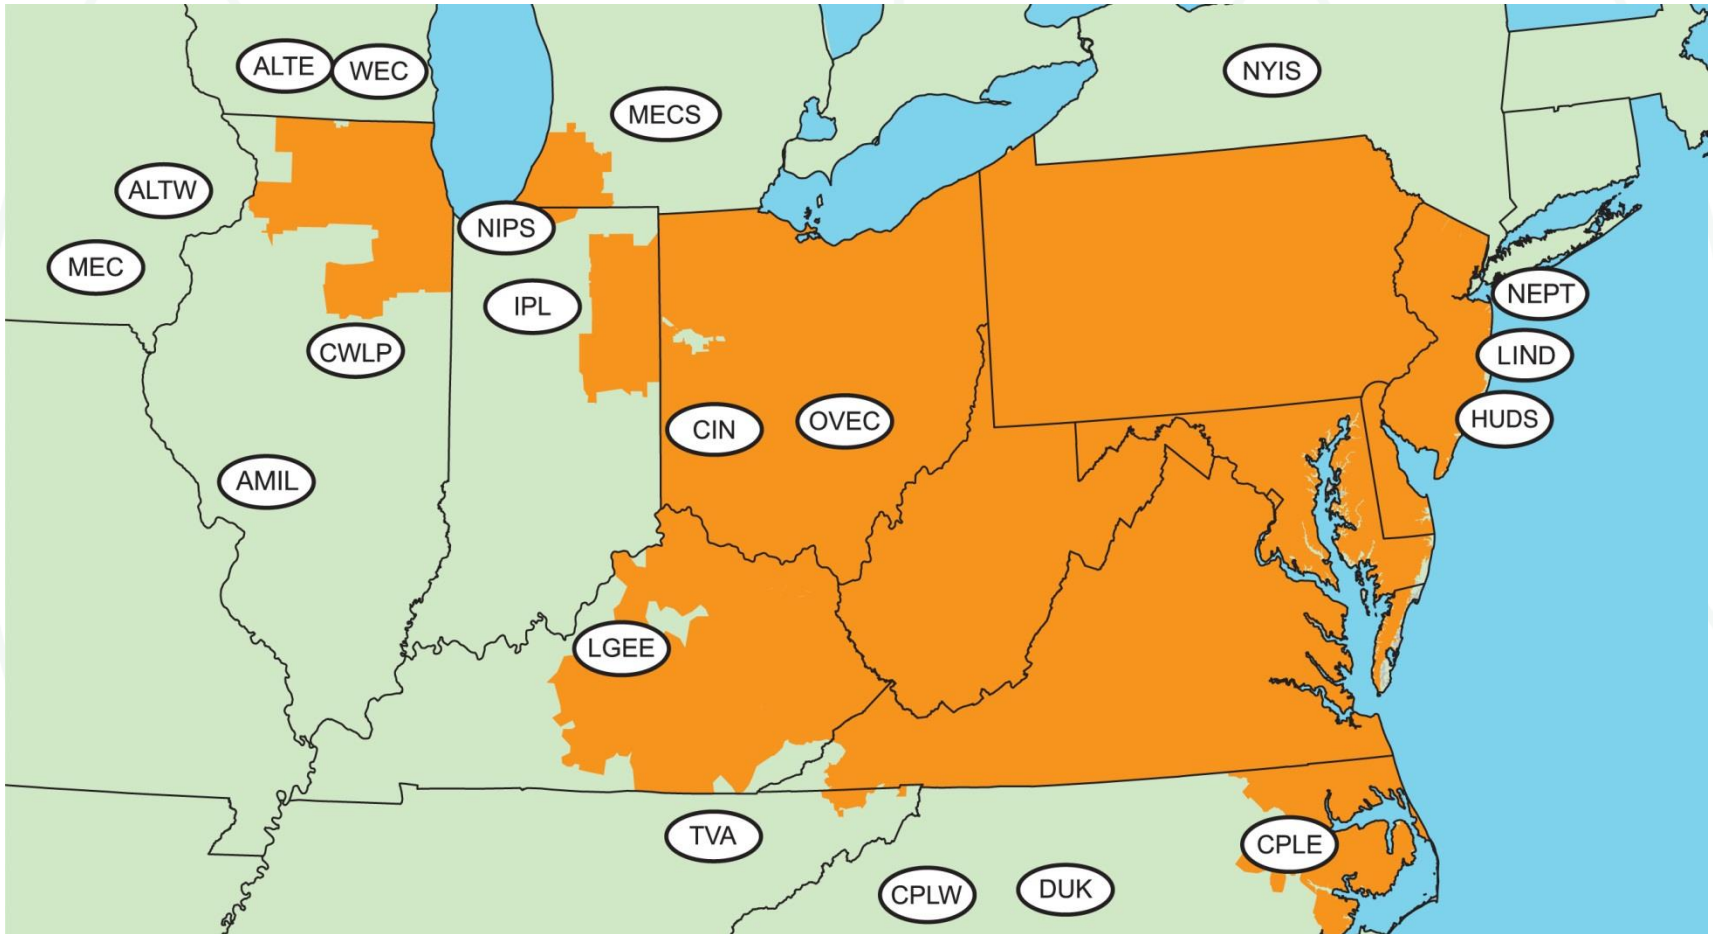 ALTE
WEC
NYIS
MECS
ALTW
NIPS
MEC
IPL
NEPT
CWLP
LIND
CIN
OVEC
HUDS
AMIL
LGEE
TVA
CPLE
CPLW
DUK